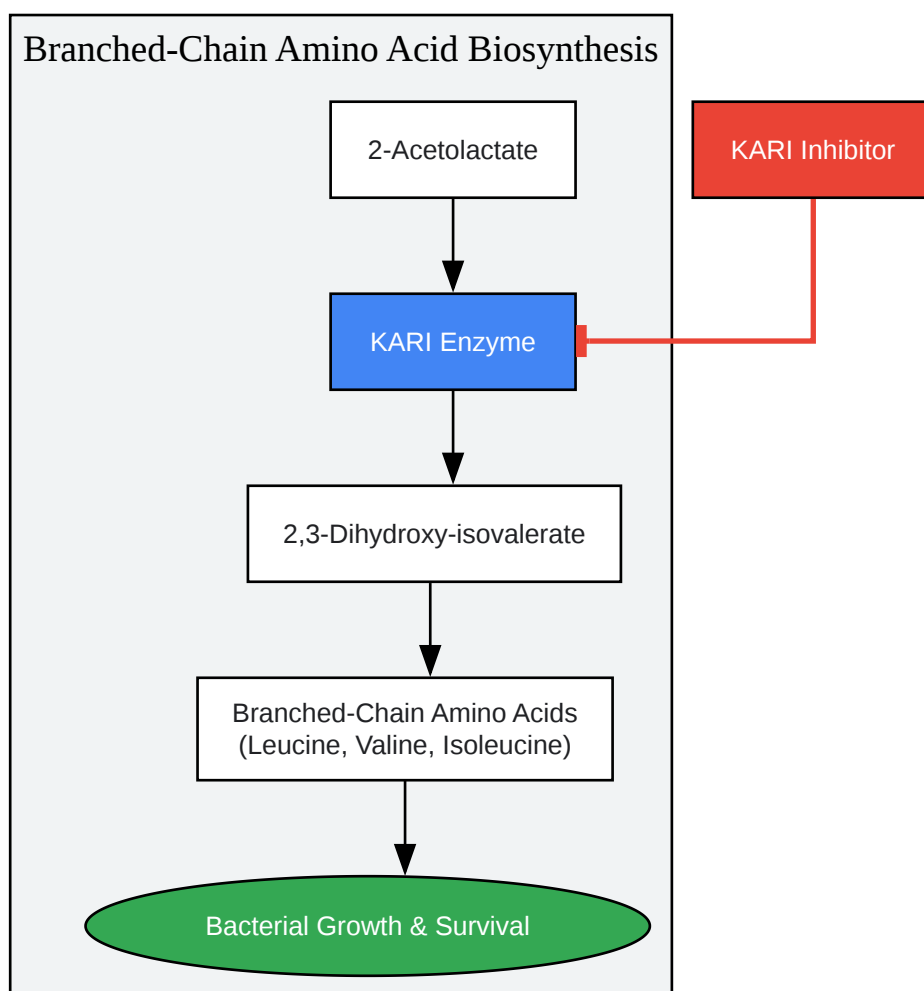 Branched-Chain Amino Acid Biosynthesis
2-Acetolactate
KARI Inhibitor
KARI Enzyme
2,3-Dihydroxy-isovalerate
Branched-Chain Amino Acids
(Leucine, Valine, Isoleucine)
Bacterial Growth & Survival